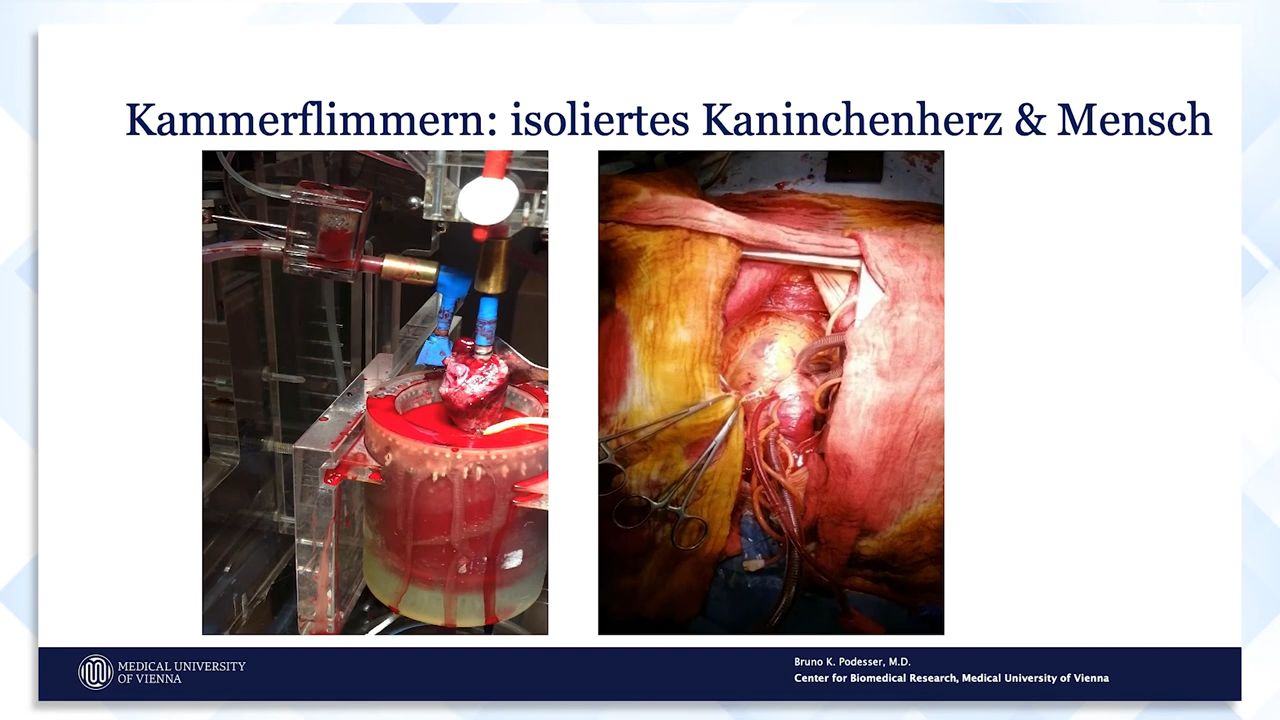 Kammerflimmern: isoliertes Kaninchenherz & Mensch
MEDICAL UNIVERSITY
OF VIENNA
Bruno K. Podesser, M.D.
Center for Biomedical Research, Medical University of Vienna